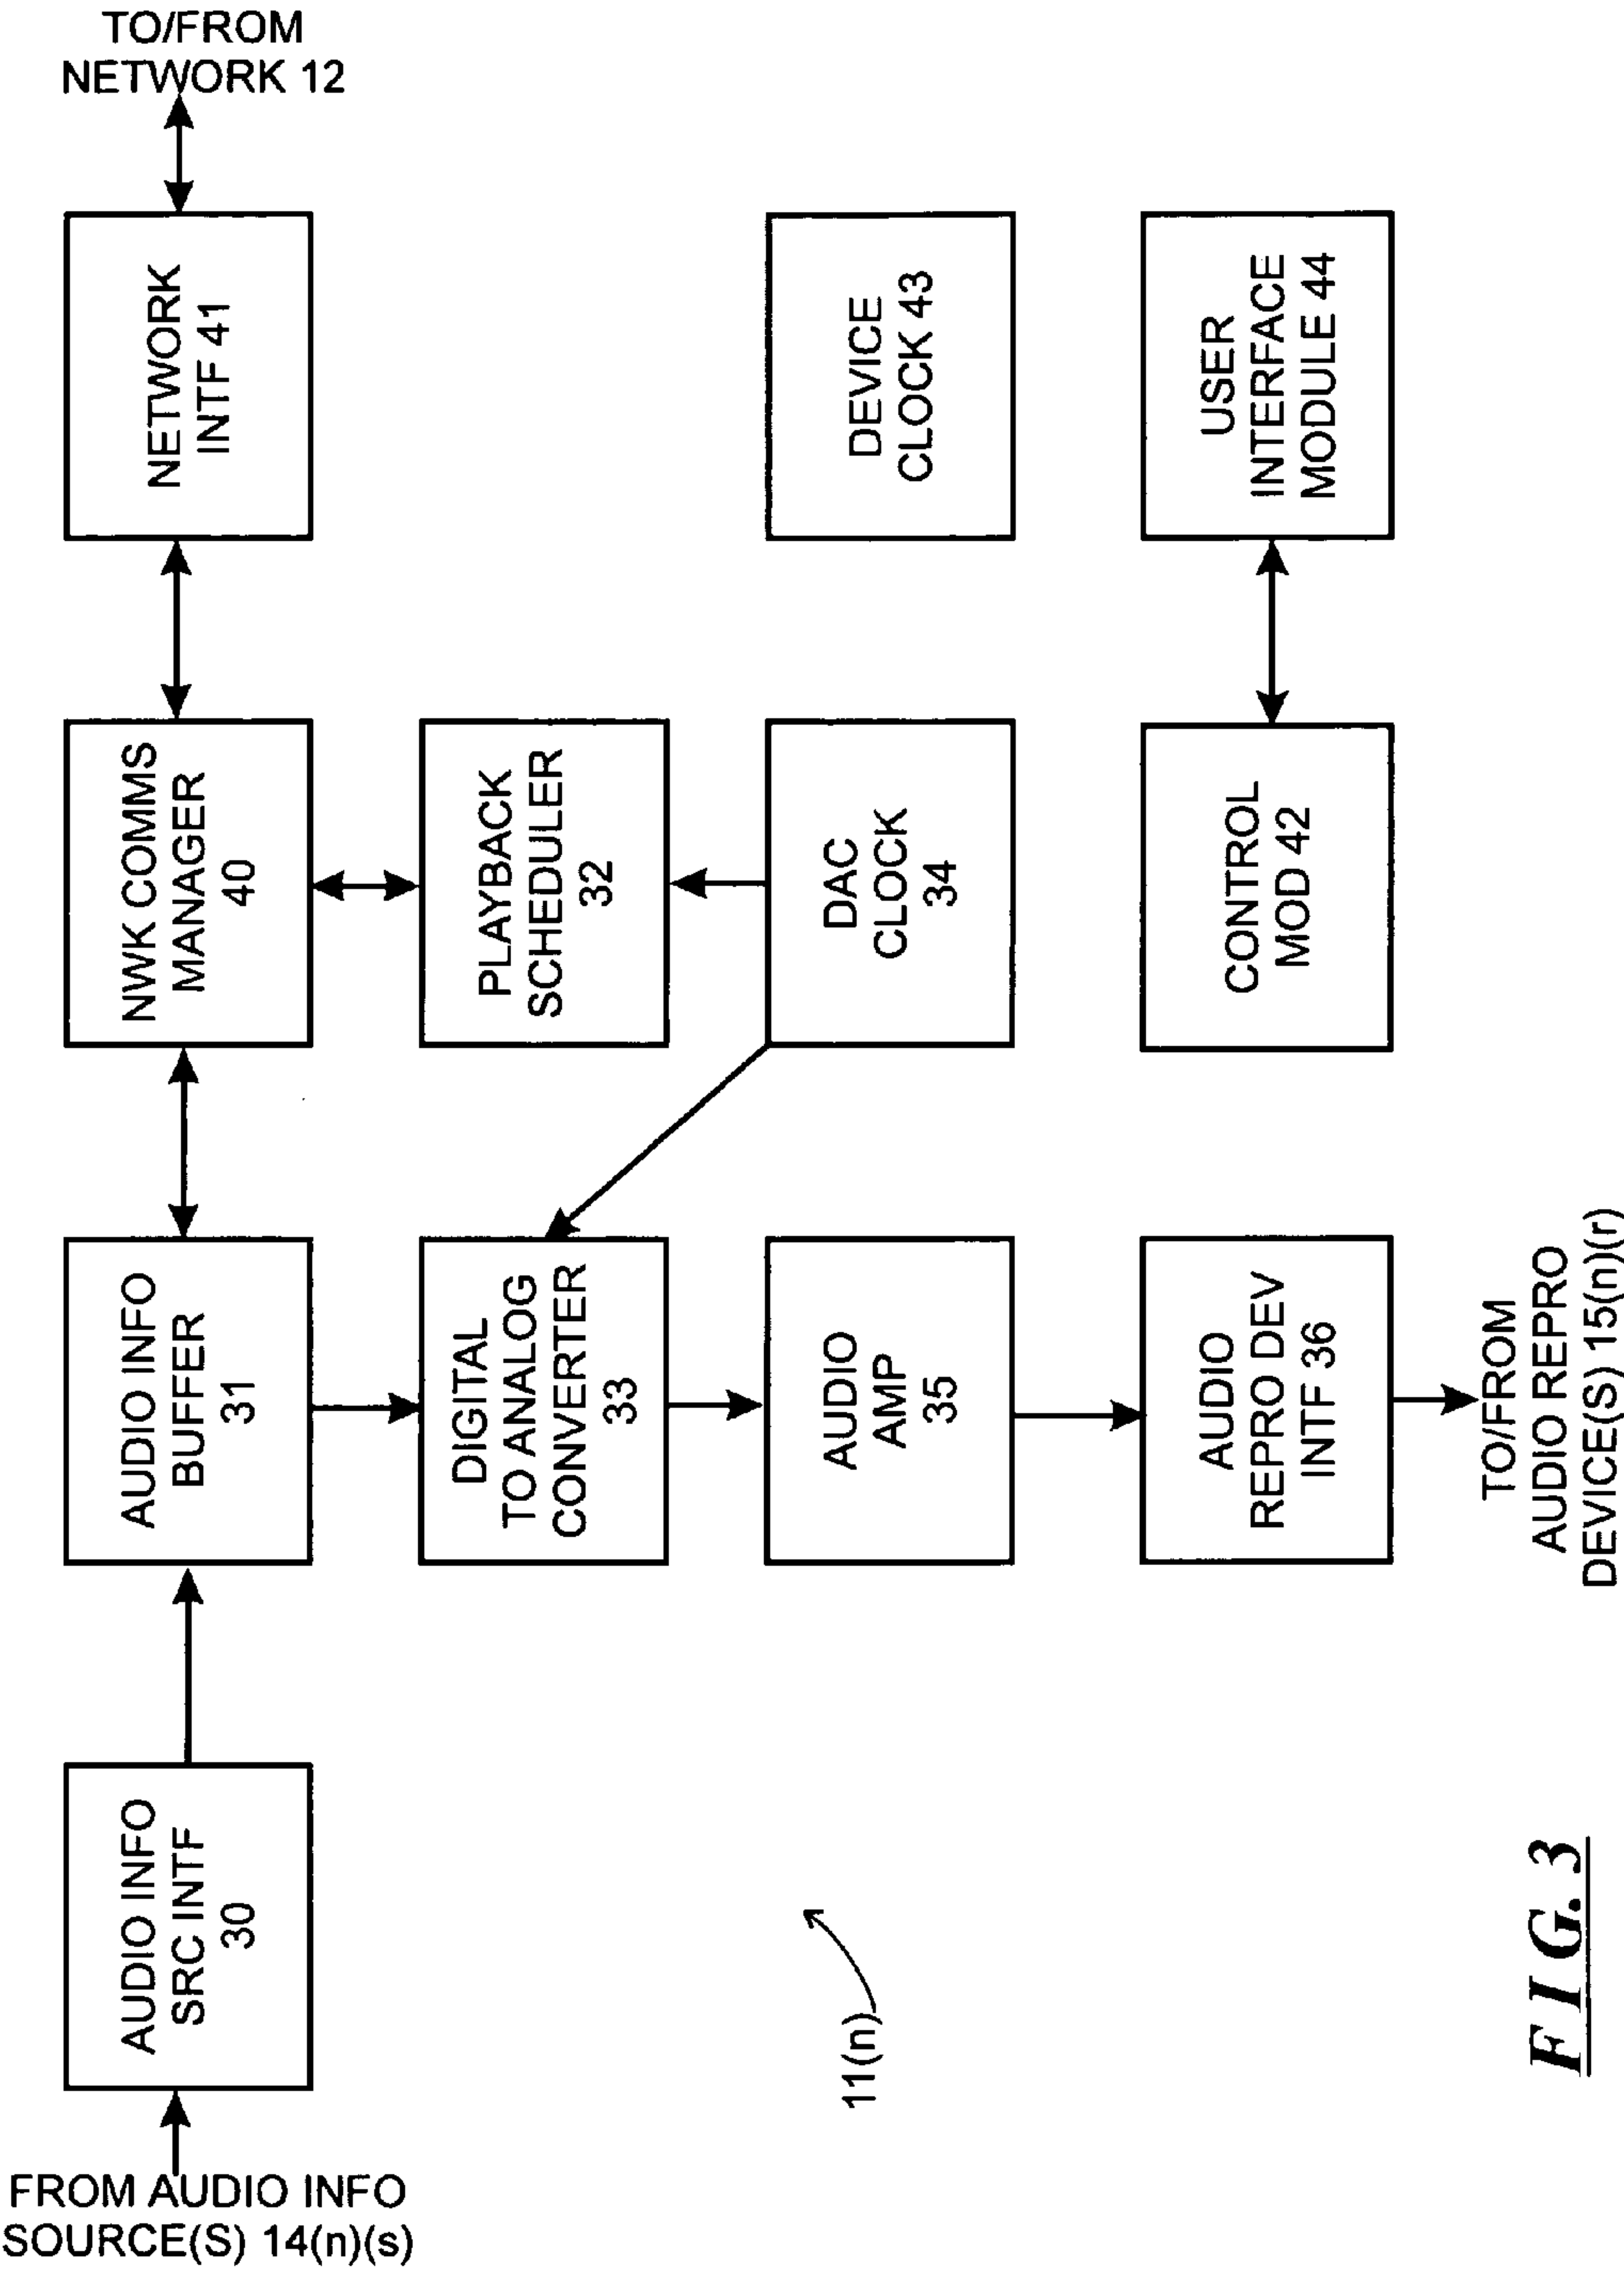 TO/FROM
NETWORK 12
NETWORK
INTF 41
DEVICE
CLOCK 43
USER
INTERFACE
MODULE 44
NWK COMMS
MANAGER
40
PLAYBACK
SCHEDULER
32
DAC
CLOCK
34
CONTROL
MOD 42
AUDIO INFO
BUFFER
31
DIGITAL
TO ANALOG
CONVERTER
33
AUDIO
AMP
35
AUDIO
REPRO DEV
INTF 36
TO/FROM
AUDIO REPRO
DEVICE(S) 15(n)(r)
AUDIO INFO
SRC INTF
30
11(n)
FROM AUDIO INFO
SOURCE(S) 14(n)(s)
FIG. 3